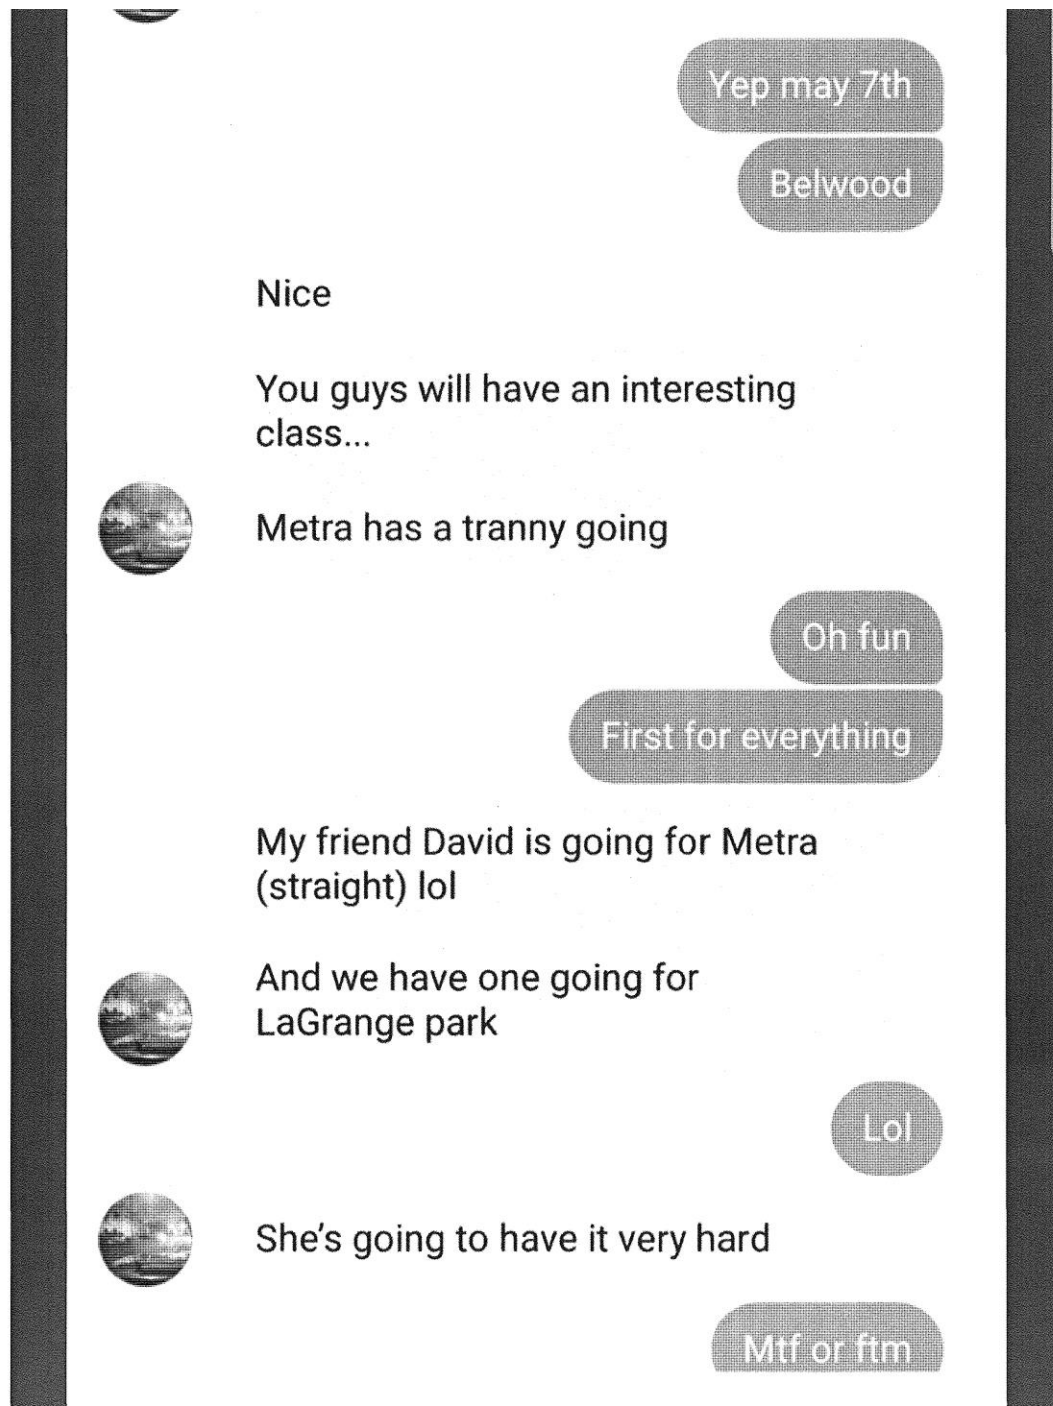 Yep may 7th
Belwood
Nice
You guys will have an interesting
class...
Metra has a tranny going
Oh fun
First for everything
My friend David is going for Metra
(straight) lol
And we have one going for
LaGrange park
Lol
She's going to have it very hard
Mtf or ftm